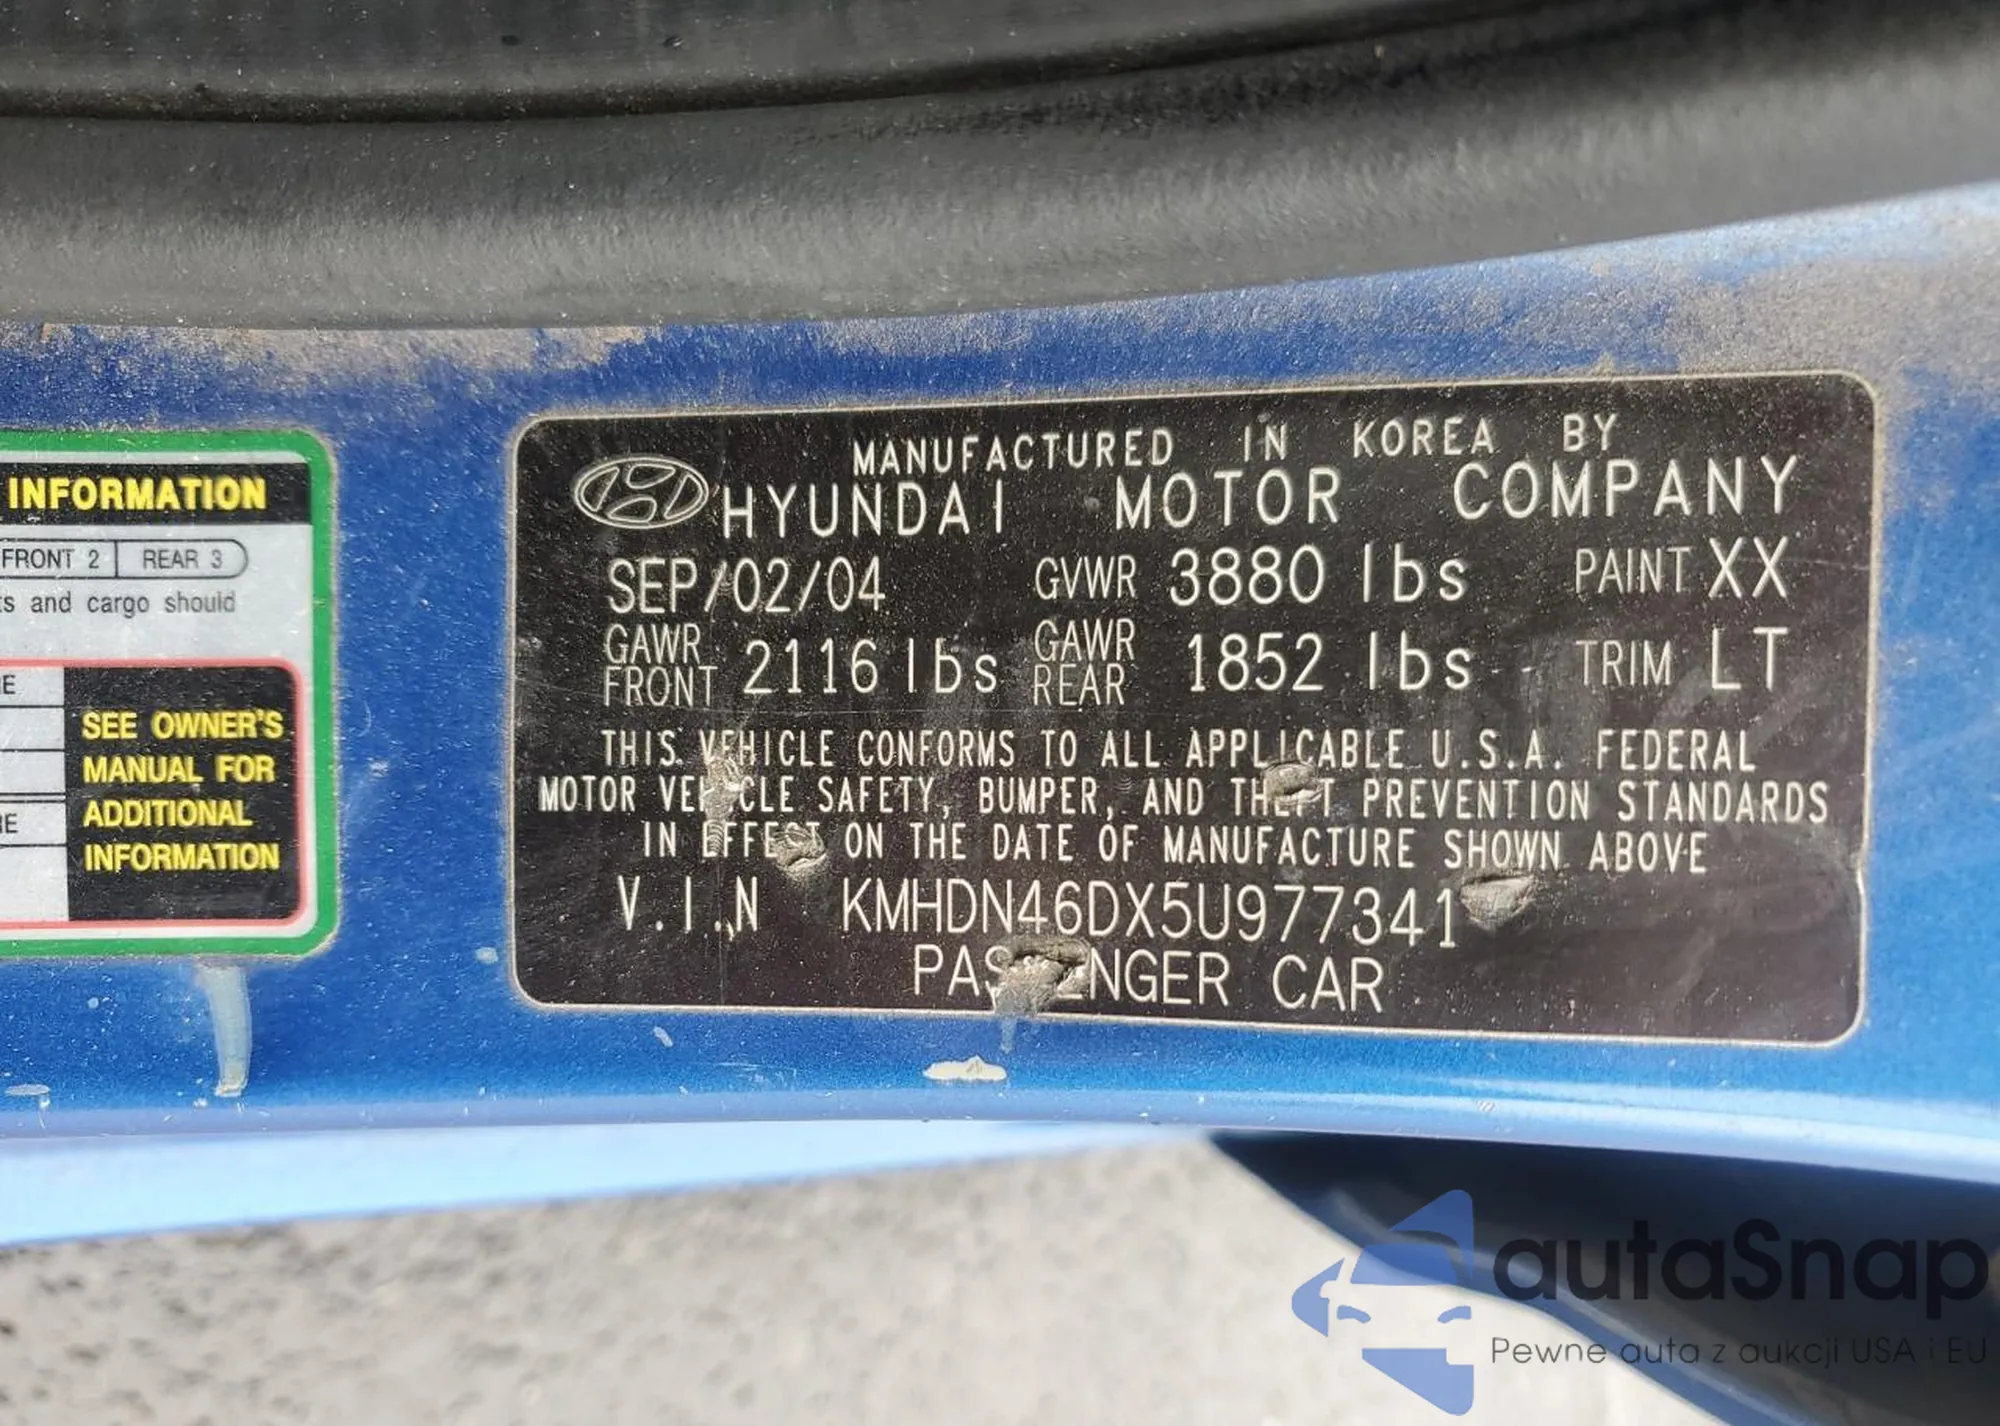 INFORMATION
FRONT 2 REAR 3
and cargo should
SEE OWNER'S
MANUAL FOR
ADDITIONAL
INFORMATION
MANUFACTURED IN KOREA BY
HYUNDAI MOTOR COMPANY
SEP/02/04 GVWR 3880 lbs PAINT XX
GAWR FRONT 2116 lbs GAWR REAR 1852 lbs TRIM LT
THIS VEHICLE CONFORMS TO ALL APPLICABLE U.S.A. FEDERAL
MOTOR VEHICLE SAFETY, BUMPER, AND THEFT PREVENTION STANDARDS
IN EFFECT ON THE DATE OF MANUFACTURE SHOWN ABOVE
V.I.N KMHDN46DX5U977341
PASSENGER CAR
autaSnap
Pewne auta z aukcji USA i EU